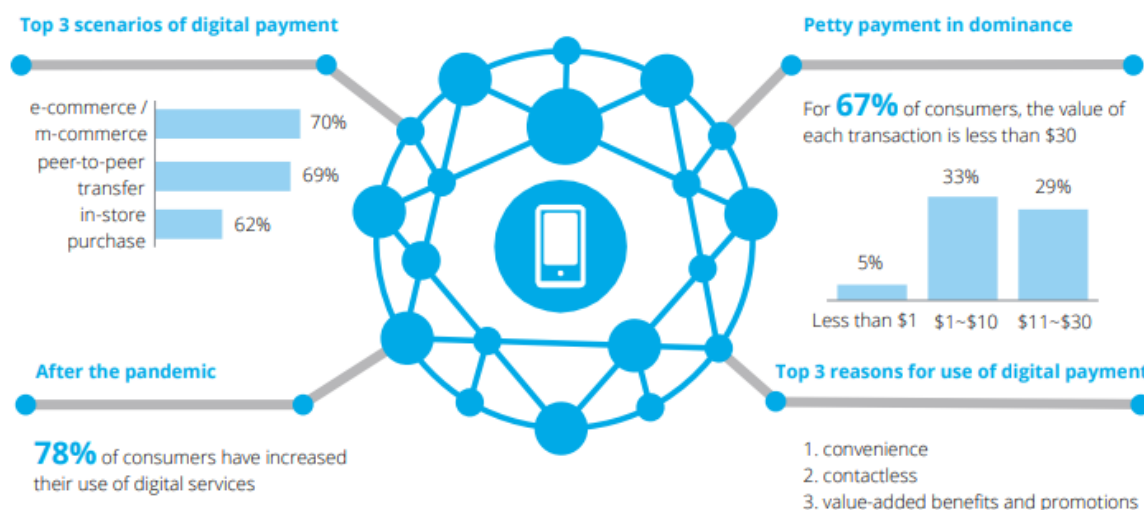 Top 3 scenarios of digital payment
e-commerce /
m-commerce
70%
peer-to-peer
transfer
69%
in-store
purchase
62%
Petty payment in dominance
For 67% of consumers, the value of
each transaction is less than $30
5%
33%
29%
Less than $1
$1~$10
$11~$30
After the pandemic
78% of consumers have increased
their use of digital services
Top 3 reasons for use of digital payment
1. convenience
2. contactless
3. value-added benefits and promotions